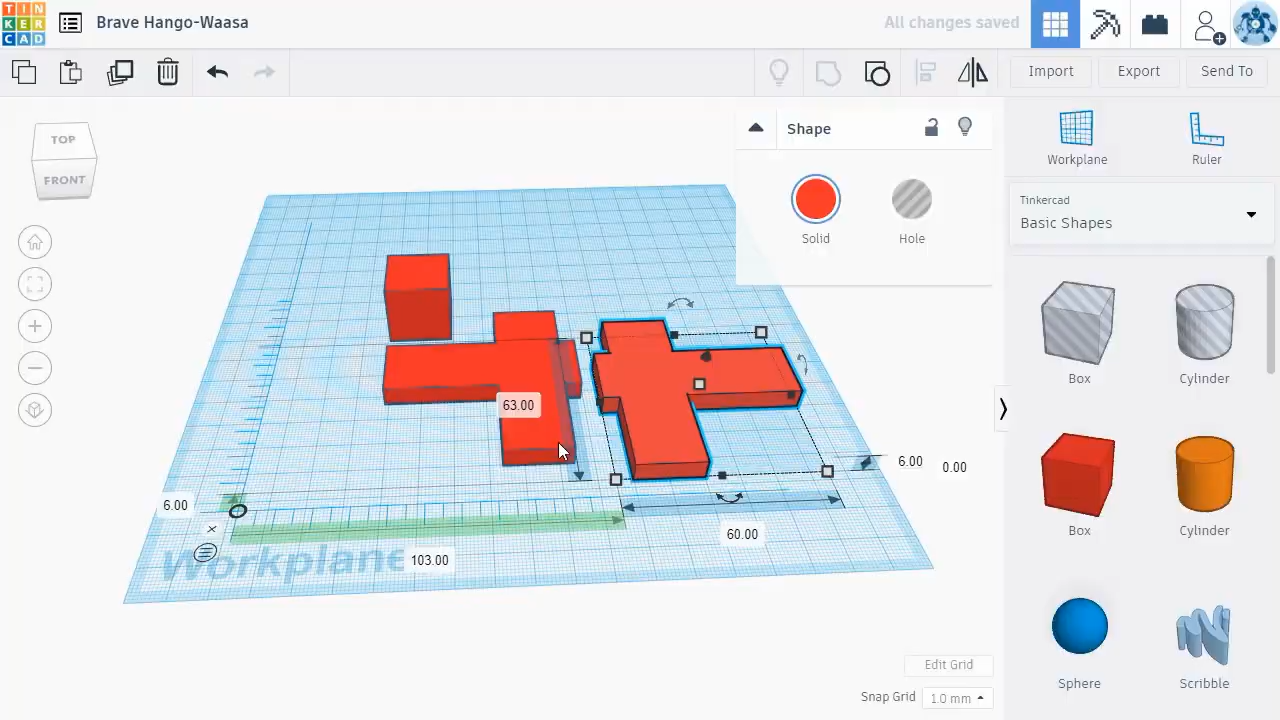 TIN
KER
CAD
Brave Hango-Waasa
All changes saved
Import
Export
Send To
TOP
FRONT
Shape
Solid
Hole
Workplane
Ruler
Tinkercad
Basic Shapes
Box
Cylinder
Box
Cylinder
Sphere
Scribble
63.00
6.00
0.00
6.00
60.00
103.00
Workplane
Edit Grid
Snap Grid
1.0 mm